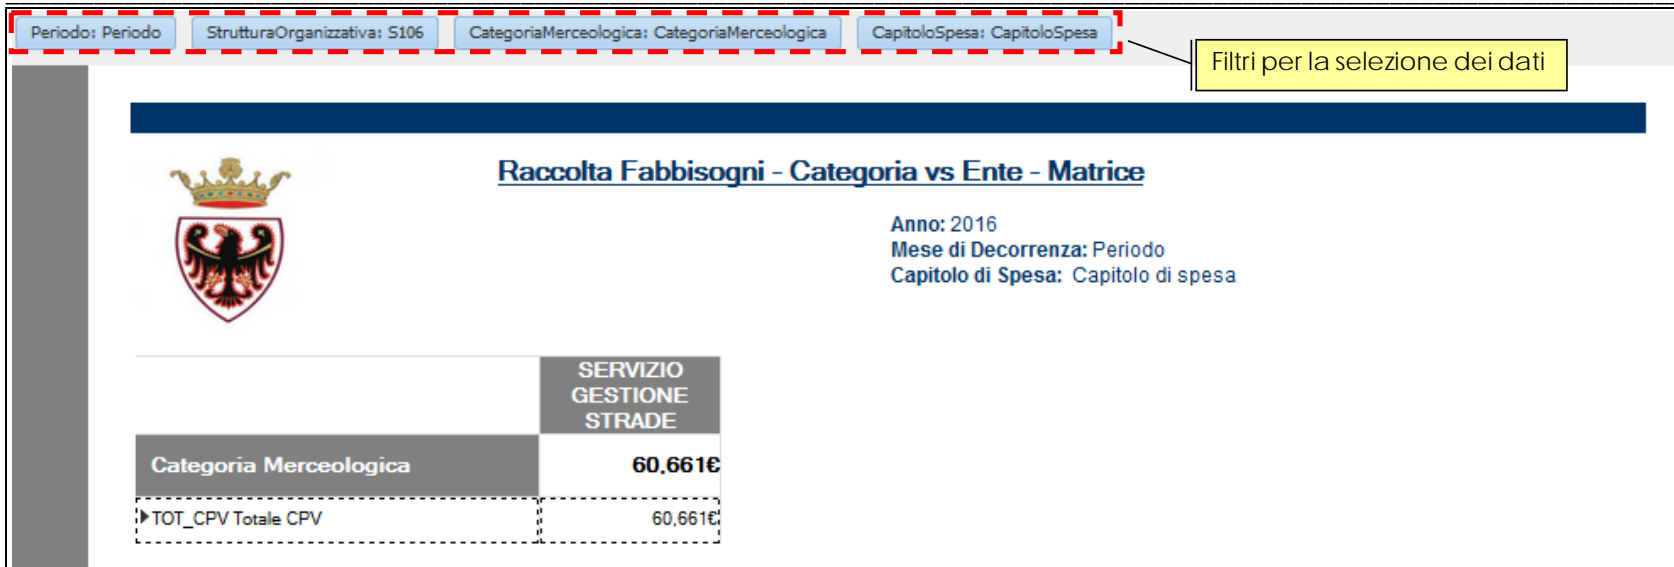 Periodo: Periodo StrutturaOrganizzativa: S106 CategoriaMerceologica: CategoriaMerceologica CapitoloSpesa: CapitoloSpesa
Filtri per la selezione dei dati
Raccolta Fabbisogni - Categoria vs Ente - Matrice
Anno: 2016
Mese di Decorrenza: Periodo
Capitolo di Spesa: Capitolo di spesa
SERVIZIO
GESTIONE
STRADE
Categoria Merceologica 60,661€
TOT_CPV Totale CPV 60,661€